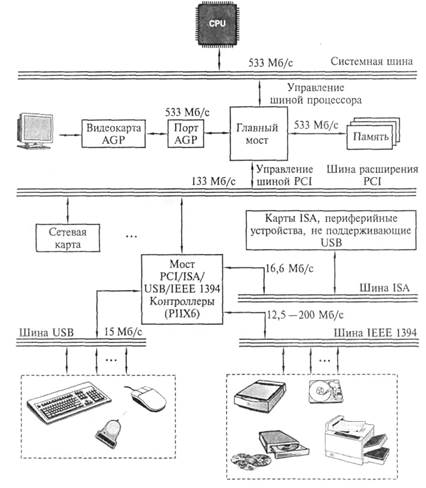 CPU
533 Мб/с
Системная шина
Управление
шиной процессора
533 Мб/с
Видеокарта
AGP
Порт
AGP
Главный
мост
533 Мб/с
Память
Управление
шиной PCI
Шина расширения
PCI
133 Мб/с
Сетевая
карта
...
Карты ISA, периферийные
устройства, не поддерживающие
USB
Мост
PCI/ISA/
USB/IEEE 1394
Контроллеры
(PIIX6)
16,6 Мб/с
Шина ISA
12,5 — 200 Мб/с
Шина USB
15 Мб/с
Шина IEEE 1394
...
...